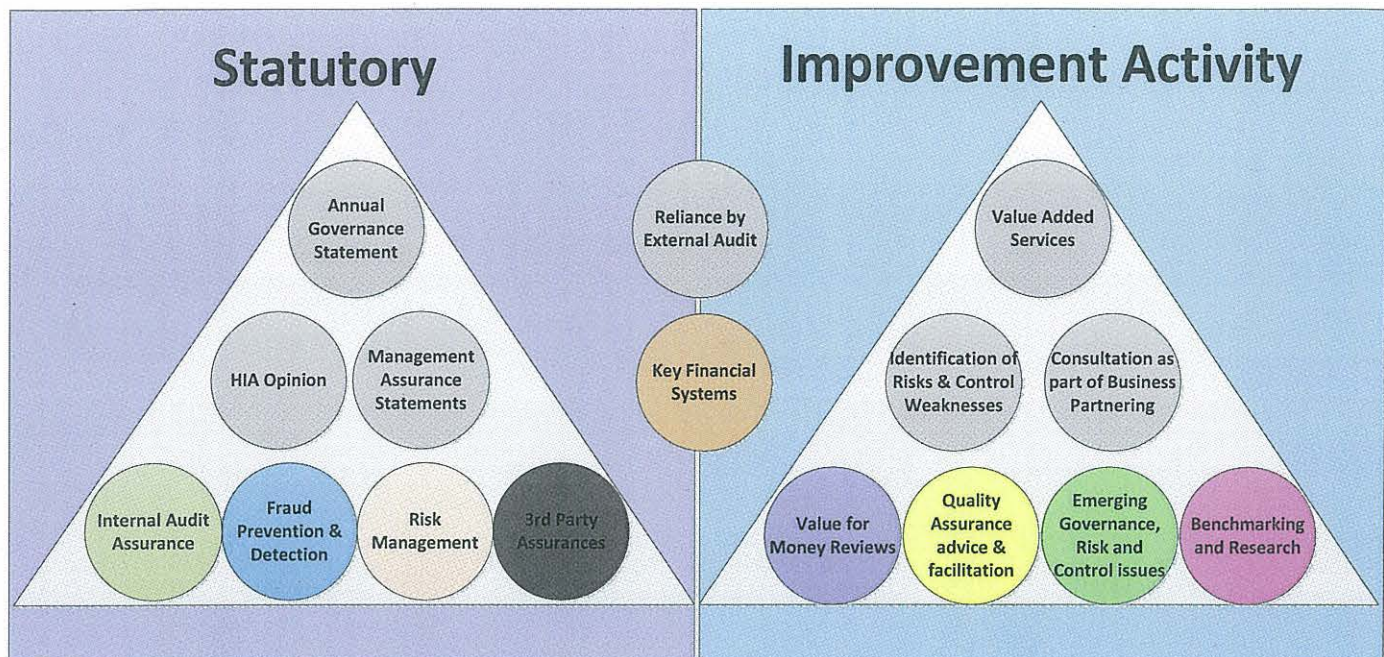 Statutory
Improvement Activity
Annual
Governance
Statement
Reliance by
External Audit
Value Added
Services
HIA Opinion
Management
Assurance
Statements
Key Financial
Systems
Identification of
Risks & Control
Weaknesses
Consultation as
part of Business
Partnering
Internal Audit
Assurance
Fraud
Prevention &
Detection
Risk
Management
3rd Party
Assurances
Value for
Money Reviews
Quality
Assurance
advice &
facilitation
Emerging
Governance,
Risk and
Control issues
Benchmarking
and Research